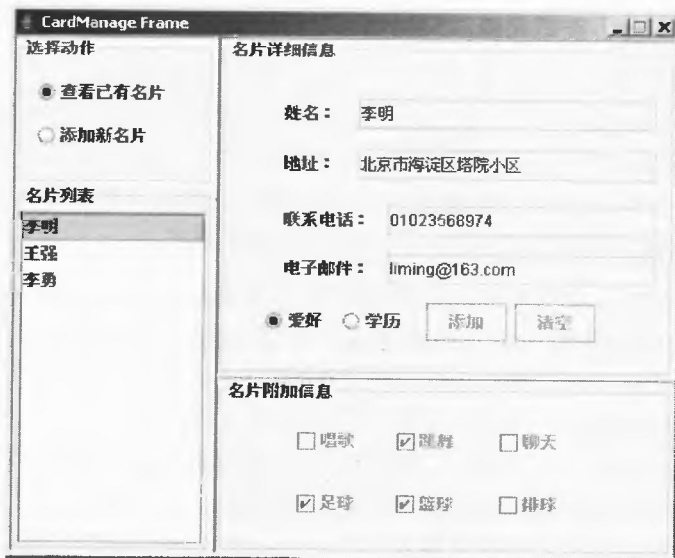 CardManage Frame
选择动作
查看已有名片
添加新名片
名片列表
李明
王强
李勇
名片详细信息
姓名： 李明
地址： 北京市海淀区塔院小区
联系电话： 01023568974
电子邮件： liming@163.com
爱好 学历 添加 清空
名片附加信息
唱歌 跳舞 聊天
足球 篮球 排球